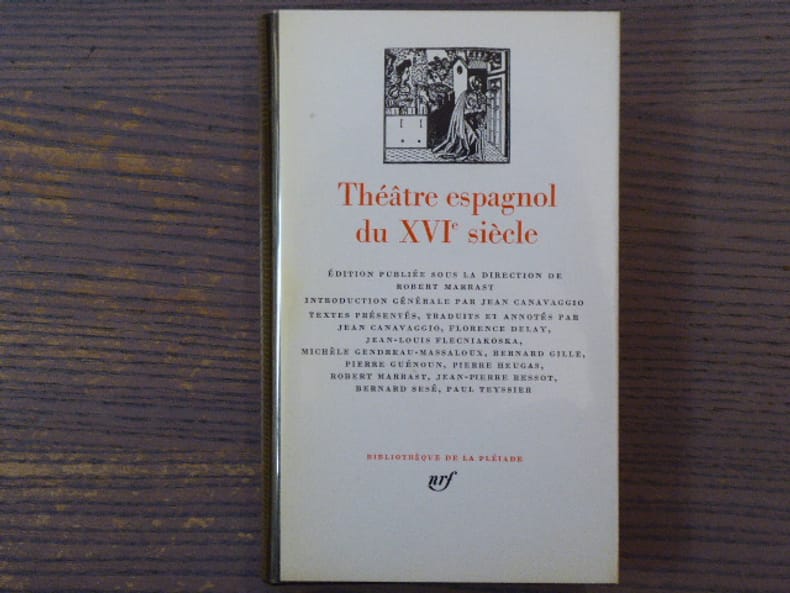 Théâtre espagnol
du XVIe siècle
ÉDITION PUBLIÉE SOUS LA DIRECTION DE
ROBERT MARRAST
INTRODUCTION GÉNÉRALE PAR JEAN CANAVAGGIO
TEXTES PRÉSENTÉS, TRADUITS ET ANNOTÉS PAR
JEAN CANAVAGGIO, FLORENCE DELAY,
JEAN-LOUIS FLECNIAKOSKA,
MICHÈLE GENDREAU-MASSALOUX, BERNARD GILLE,
PIERRE GUÉNOUN, PIERRE HEUGAS,
ROBERT MARRAST, JEAN-PIERRE RESSOT,
BERNARD SESÉ, PAUL TEYSSIER
BIBLIOTHÈQUE DE LA PLÉIADE
nrf